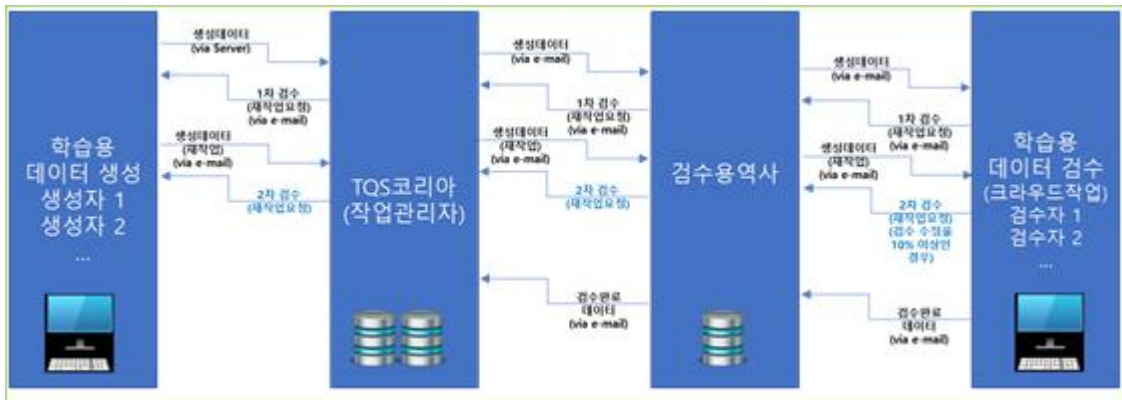 학습용
데이터 생성
생성자 1
생성자 2
...
생성데이터
(via Server)
1차 검수
(재작업요청)
(via e-mail)
생성데이터
(재작업)
(via e-mail)
2차 검수
(재작업요청)
TQS코리아
(작업관리자)
생성데이터
(via e-mail)
1차 검수
(재작업요청)
(via e-mail)
생성데이터
(재작업)
(via e-mail)
2차 검수
(재작업요청)
검수완료
데이터
(via e-mail)
검수용역사
생성데이터
(via e-mail)
1차 검수
(재작업요청)
(via e-mail)
생성데이터
(재작업)
(via e-mail)
2차 검수
(재작업요청)
(검수 수정율
10% 이상인
경우)
검수완료
데이터
(via e-mail)
학습용
데이터 검수
(크라우드작업)
검수자 1
검수자 2
...